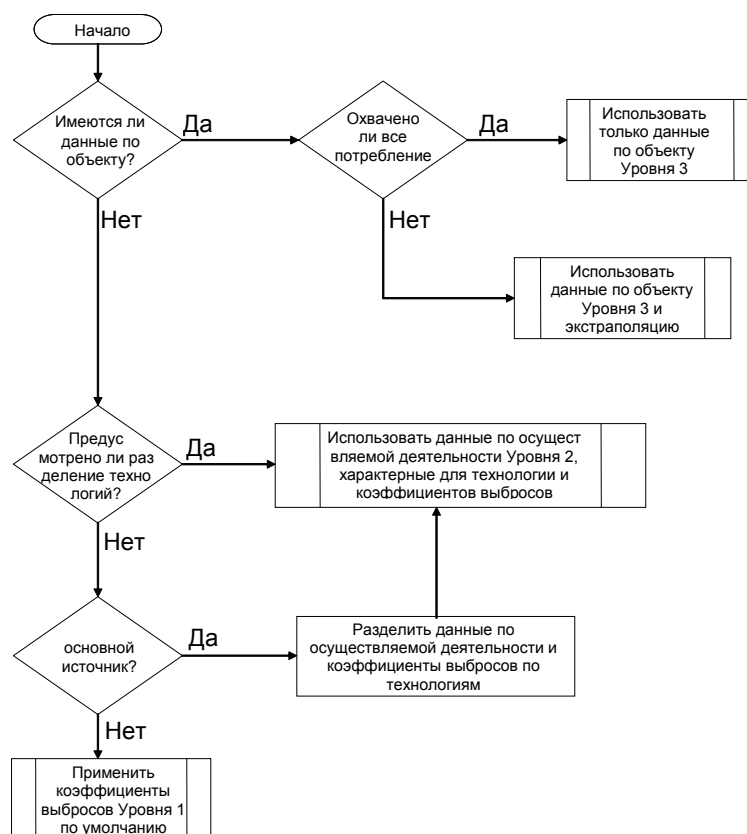 Начало
Имеются ли
данные по
объекту?
Да
Охвачено
ли все
потребление
Да
Использовать
только данные
по объекту
Уровня 3
Нет
Нет
Использовать
данные по объекту
Уровня 3 и
экстраполяцию
Предус
мотрено ли раз
деление техно
логий?
Да
Использовать данные по осущест
вляемой деятельности Уровня 2,
характерные для технологии и
коэффициентов выбросов
Нет
основной
источник?
Да
Разделить данные по
осуществляемой деятельности и
коэффициенты выбросов по
технологиям
Нет
Применить
коэффициенты
выбросов Уровня 1
по умолчанию